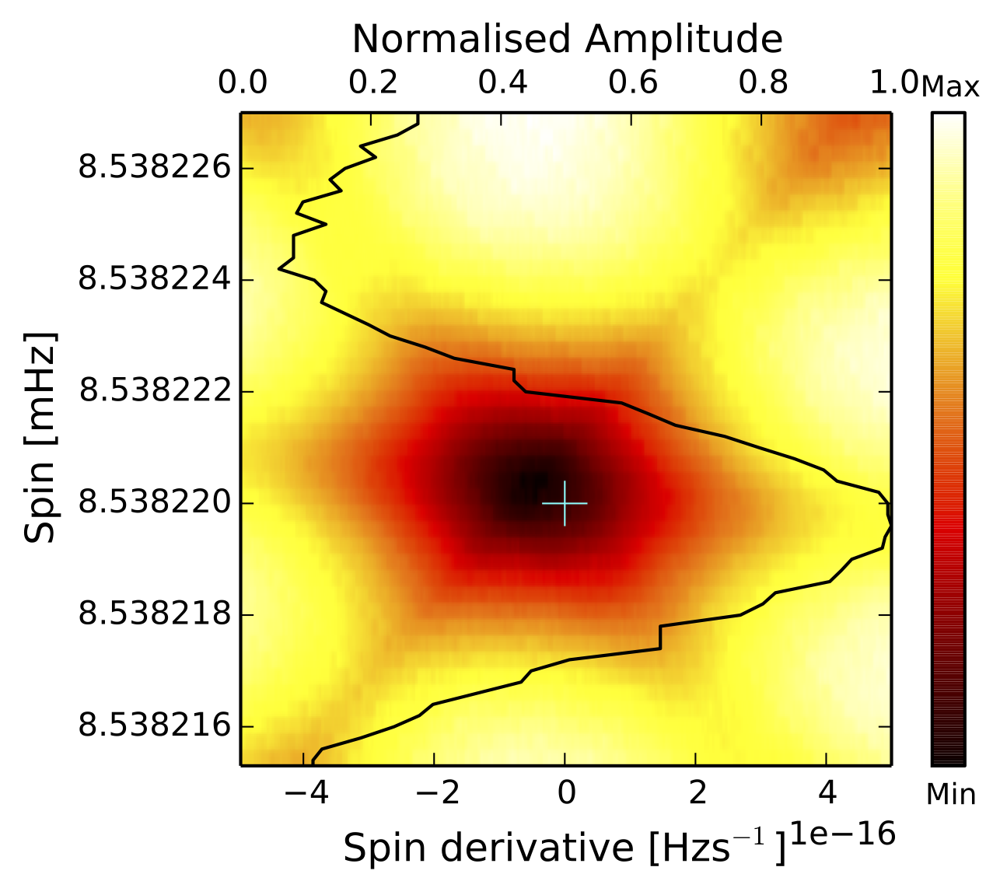 Normalised Amplitude
0.0 0.2 0.4 0.6 0.8 1.0 Max
8.538226
8.538224
8.538222
8.538220
8.538218
8.538216
Spin [mHz]
−4 −2 0 2 4 Min
Spin derivative [Hzs⁻¹] 1e−16